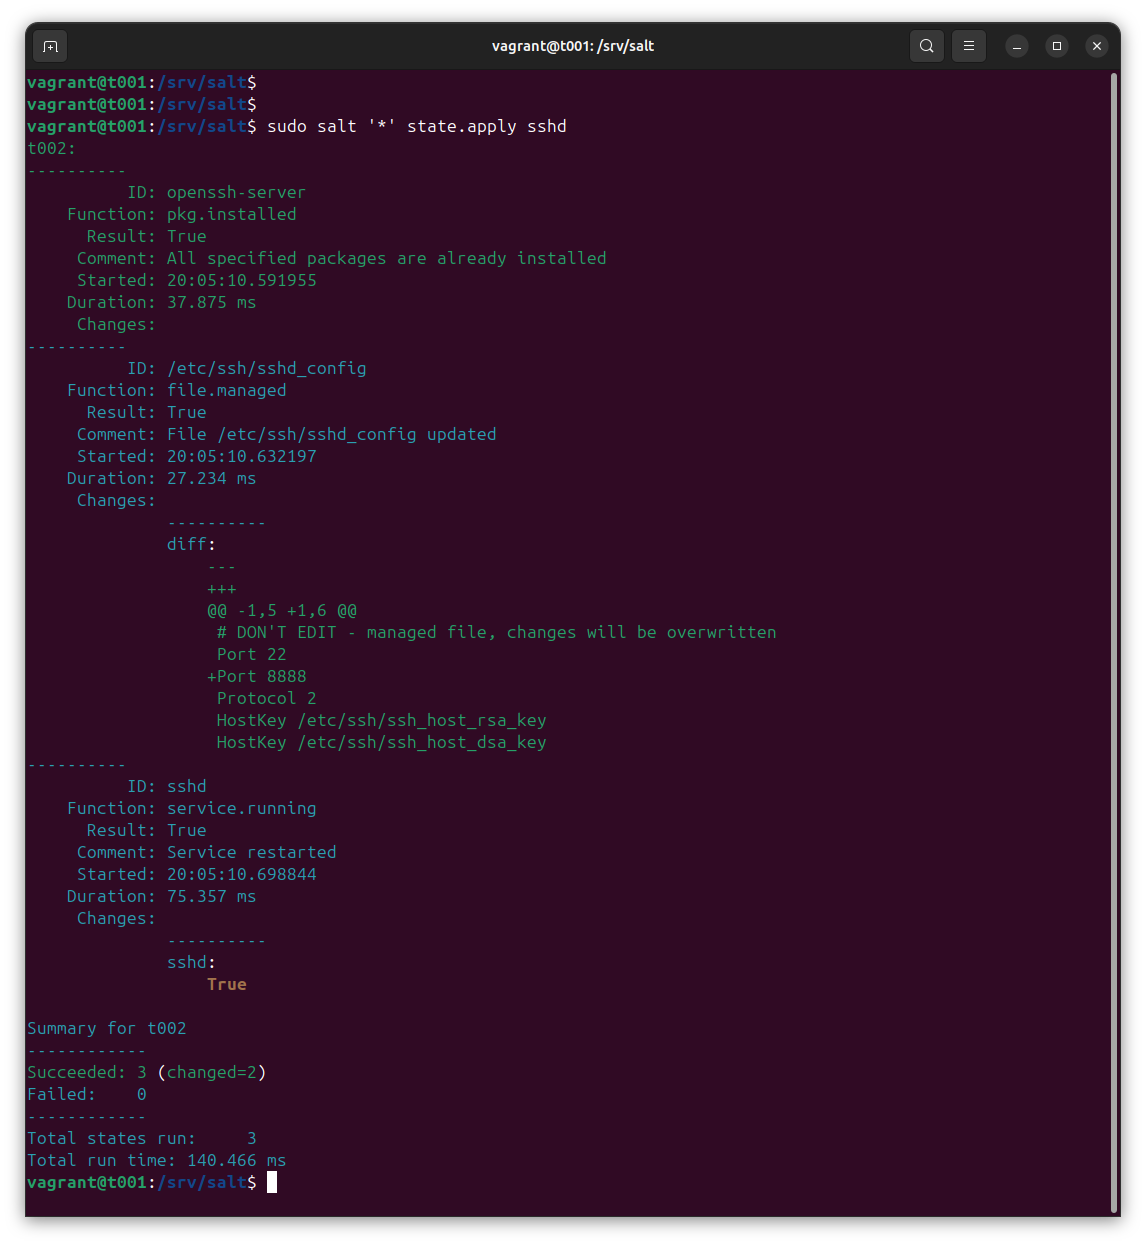 vagrant@t001: /srv/salt
vagrant@t001:/srv/salt$
vagrant@t001:/srv/salt$
vagrant@t001:/srv/salt$ sudo salt '*' state.apply sshd
t002:
----------
          ID: openssh-server
    Function: pkg.installed
      Result: True
     Comment: All specified packages are already installed
     Started: 20:05:10.591955
    Duration: 37.875 ms
     Changes:
----------
          ID: /etc/ssh/sshd_config
    Function: file.managed
      Result: True
     Comment: File /etc/ssh/sshd_config updated
     Started: 20:05:10.632197
    Duration: 27.234 ms
     Changes:
              ----------
              diff:
                  ---
                  +++
                  @@ -1,5 +1,6 @@
                   # DON'T EDIT - managed file, changes will be overwritten
                   Port 22
                  +Port 8888
                   Protocol 2
                   HostKey /etc/ssh/ssh_host_rsa_key
                   HostKey /etc/ssh/ssh_host_dsa_key
----------
          ID: sshd
    Function: service.running
      Result: True
     Comment: Service restarted
     Started: 20:05:10.698844
    Duration: 75.357 ms
     Changes:
              ----------
              sshd:
                  True

Summary for t002
------------
Succeeded: 3 (changed=2)
Failed:    0
------------
Total states run:     3
Total run time: 140.466 ms
vagrant@t001:/srv/salt$